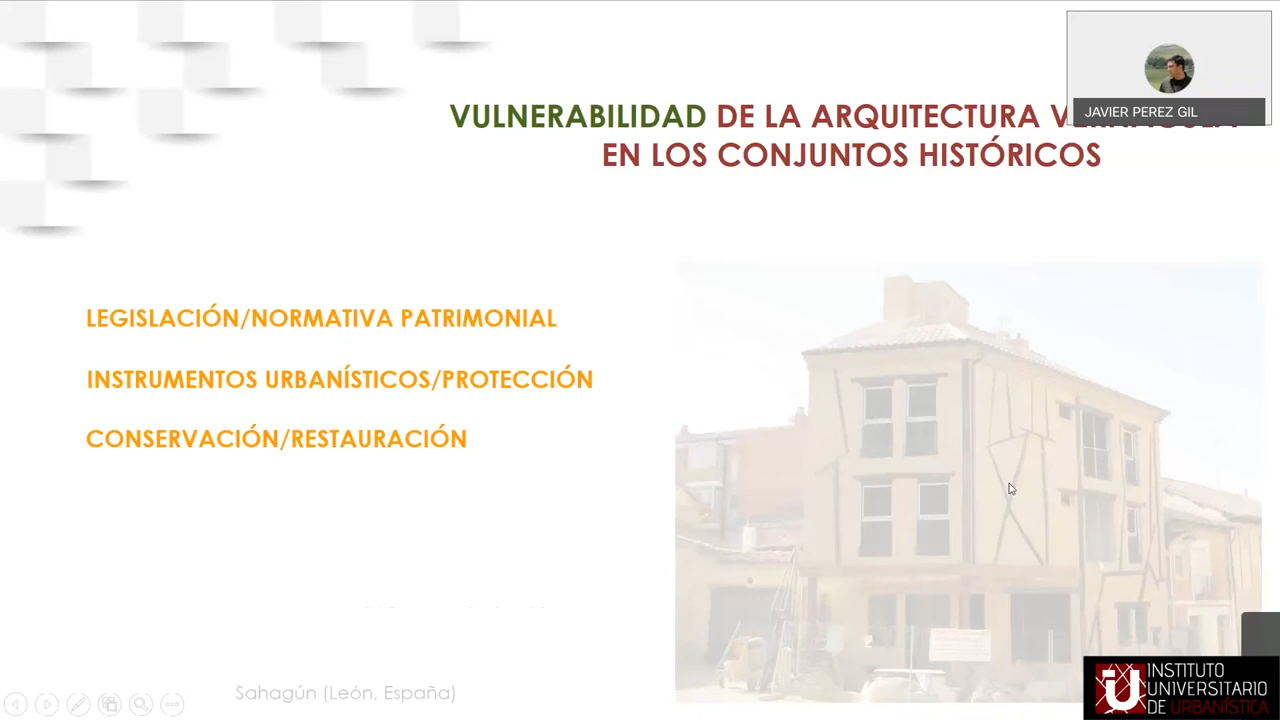 JAVIER PEREZ GIL
VULNERABILIDAD DE LA ARQUITECTURA
EN LOS CONJUNTOS HISTÓRICOS
LEGISLACIÓN/NORMATIVA PATRIMONIAL
INSTRUMENTOS URBANÍSTICOS/PROTECCIÓN
CONSERVACIÓN/RESTAURACIÓN
Sahagún (León, España)
INSTITUTO
UNIVERSITARIO
DE URBANÍSTICA